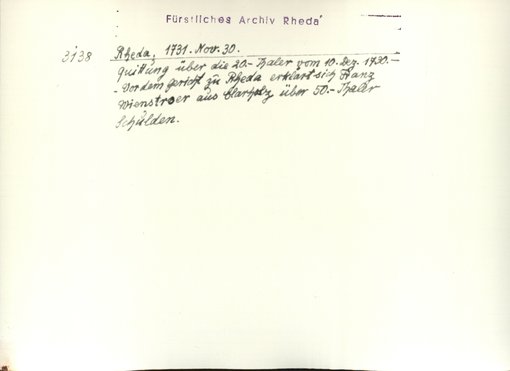 Fürstliches Archiv Rheda
3138 Rheda, 1731. Nov. 30.
Quittung über die 20.- Thaler vom 10. Dez. 1730.-
- Vor dem Gericht zu Rheda erklärt sich Franz
Wienstroer aus Clarholz über 50.- Thaler
Schulden.